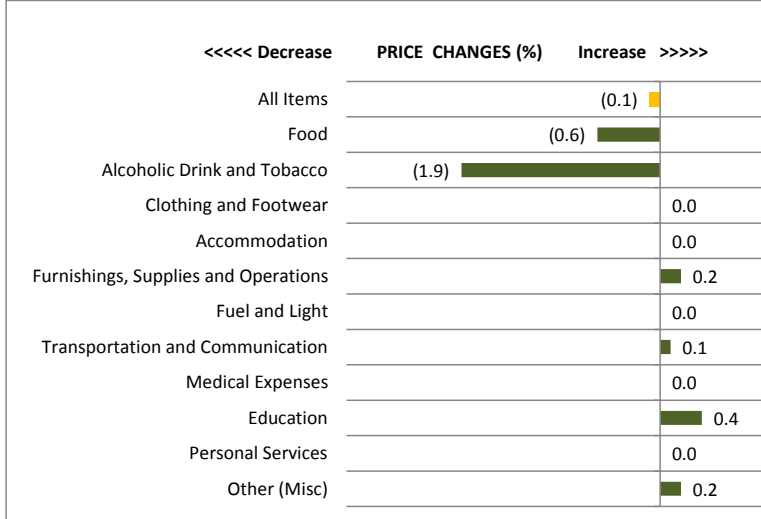 <<<<< Decrease PRICE CHANGES (%) Increase >>>>>
All Items (0.1)
Food (0.6)
Alcoholic Drink and Tobacco (1.9)
Clothing and Footwear 0.0
Accommodation 0.0
Furnishings, Supplies and Operations 0.2
Fuel and Light 0.0
Transportation and Communication 0.1
Medical Expenses 0.0
Education 0.4
Personal Services 0.0
Other (Misc) 0.2